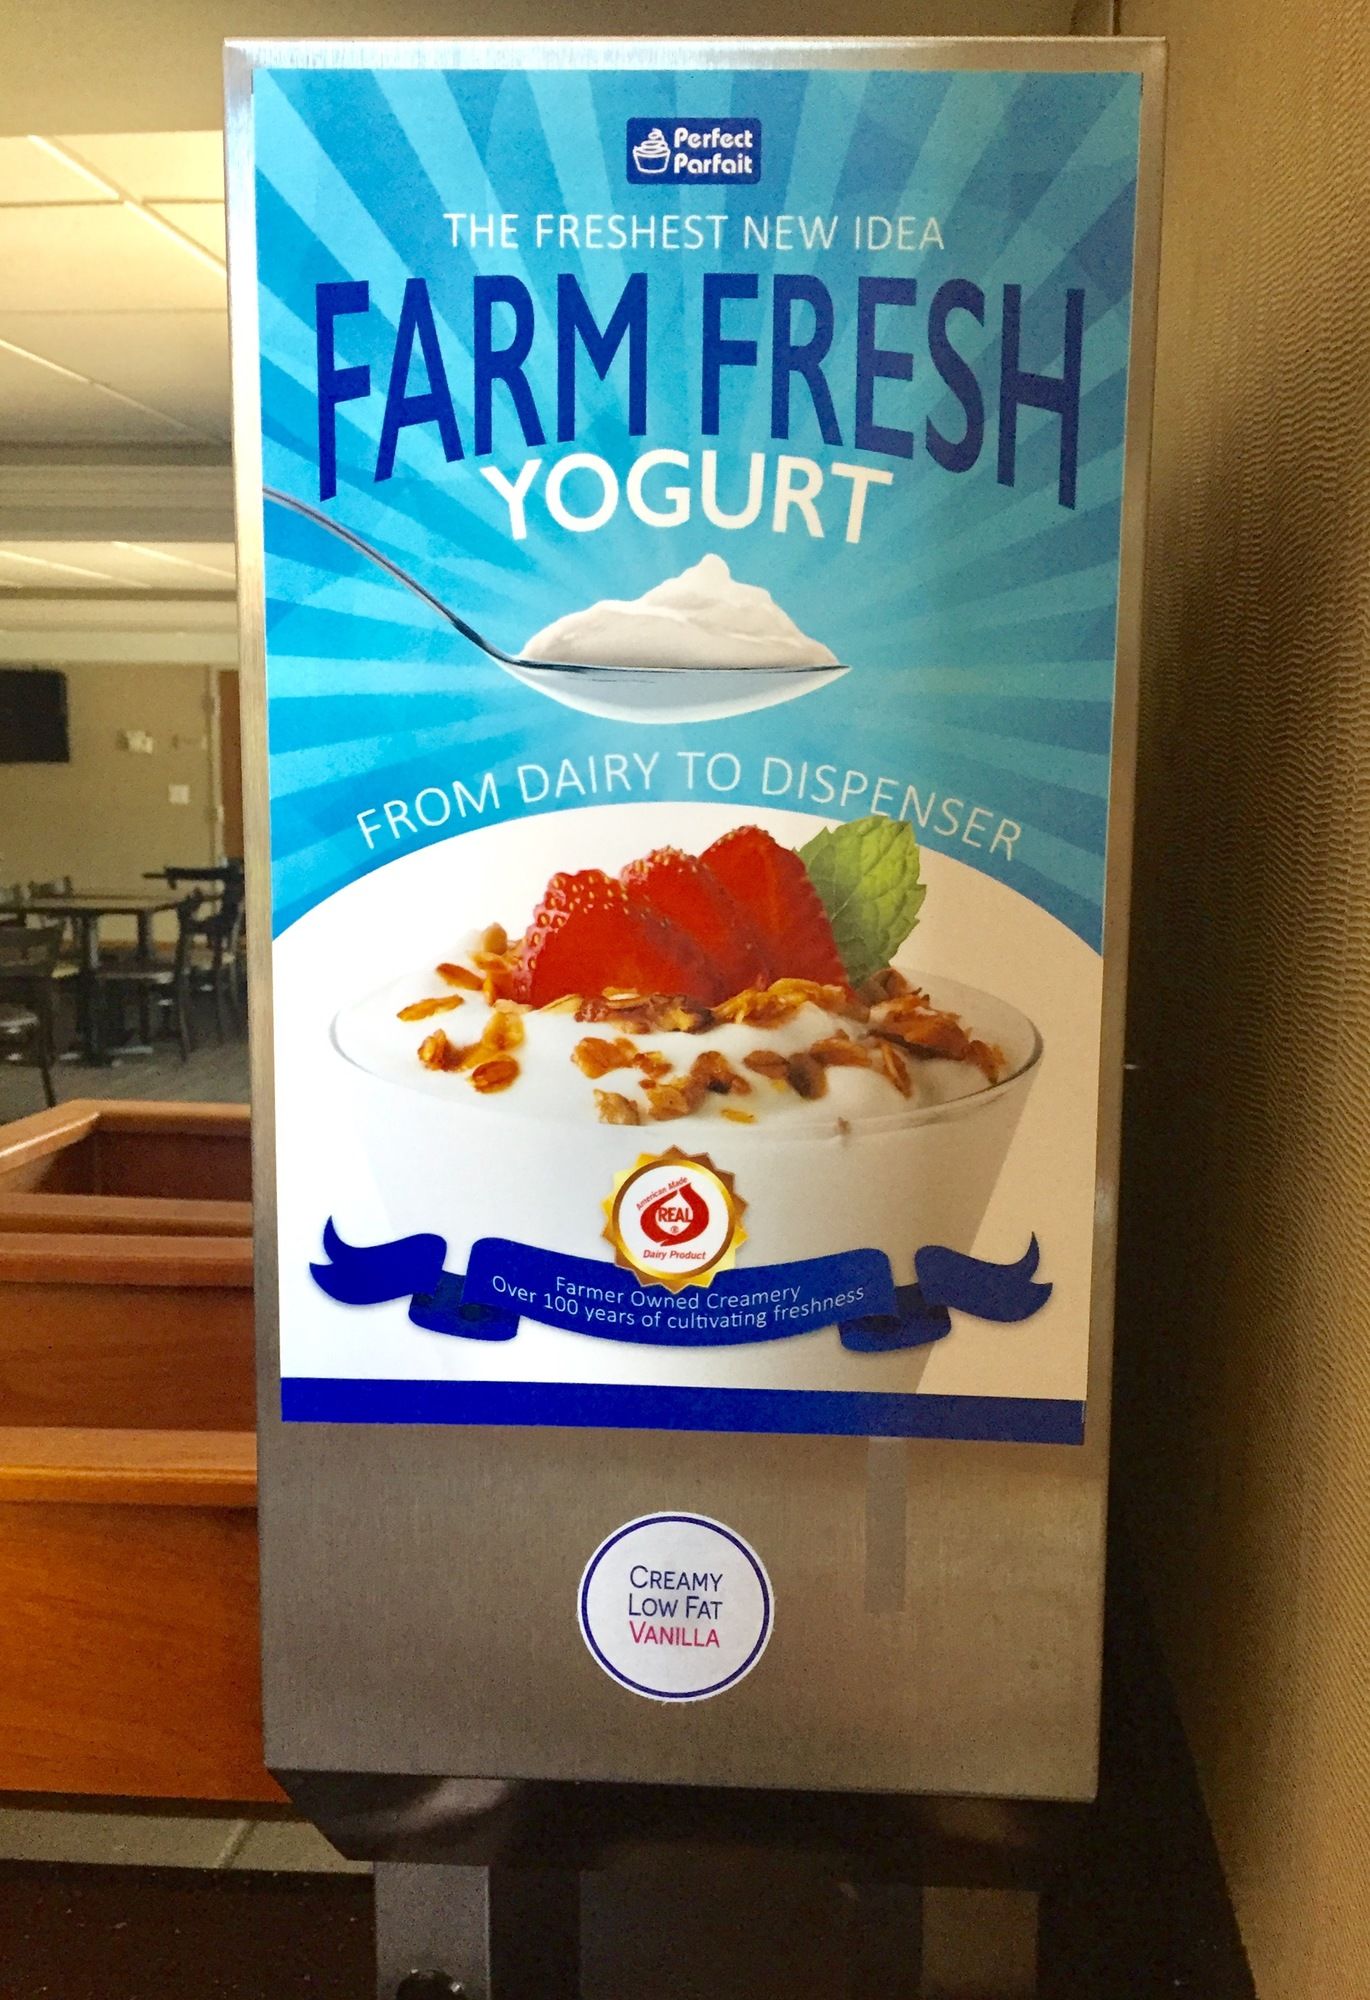 Perfect
Parfait
THE FRESHEST NEW IDEA
FARM FRESH
YOGURT
FROM DAIRY TO DISPENSER
American Made
REAL
®
Dairy Product
Farmer Owned Creamery
Over 100 years of cultivating freshness
CREAMY
LOW FAT
VANILLA